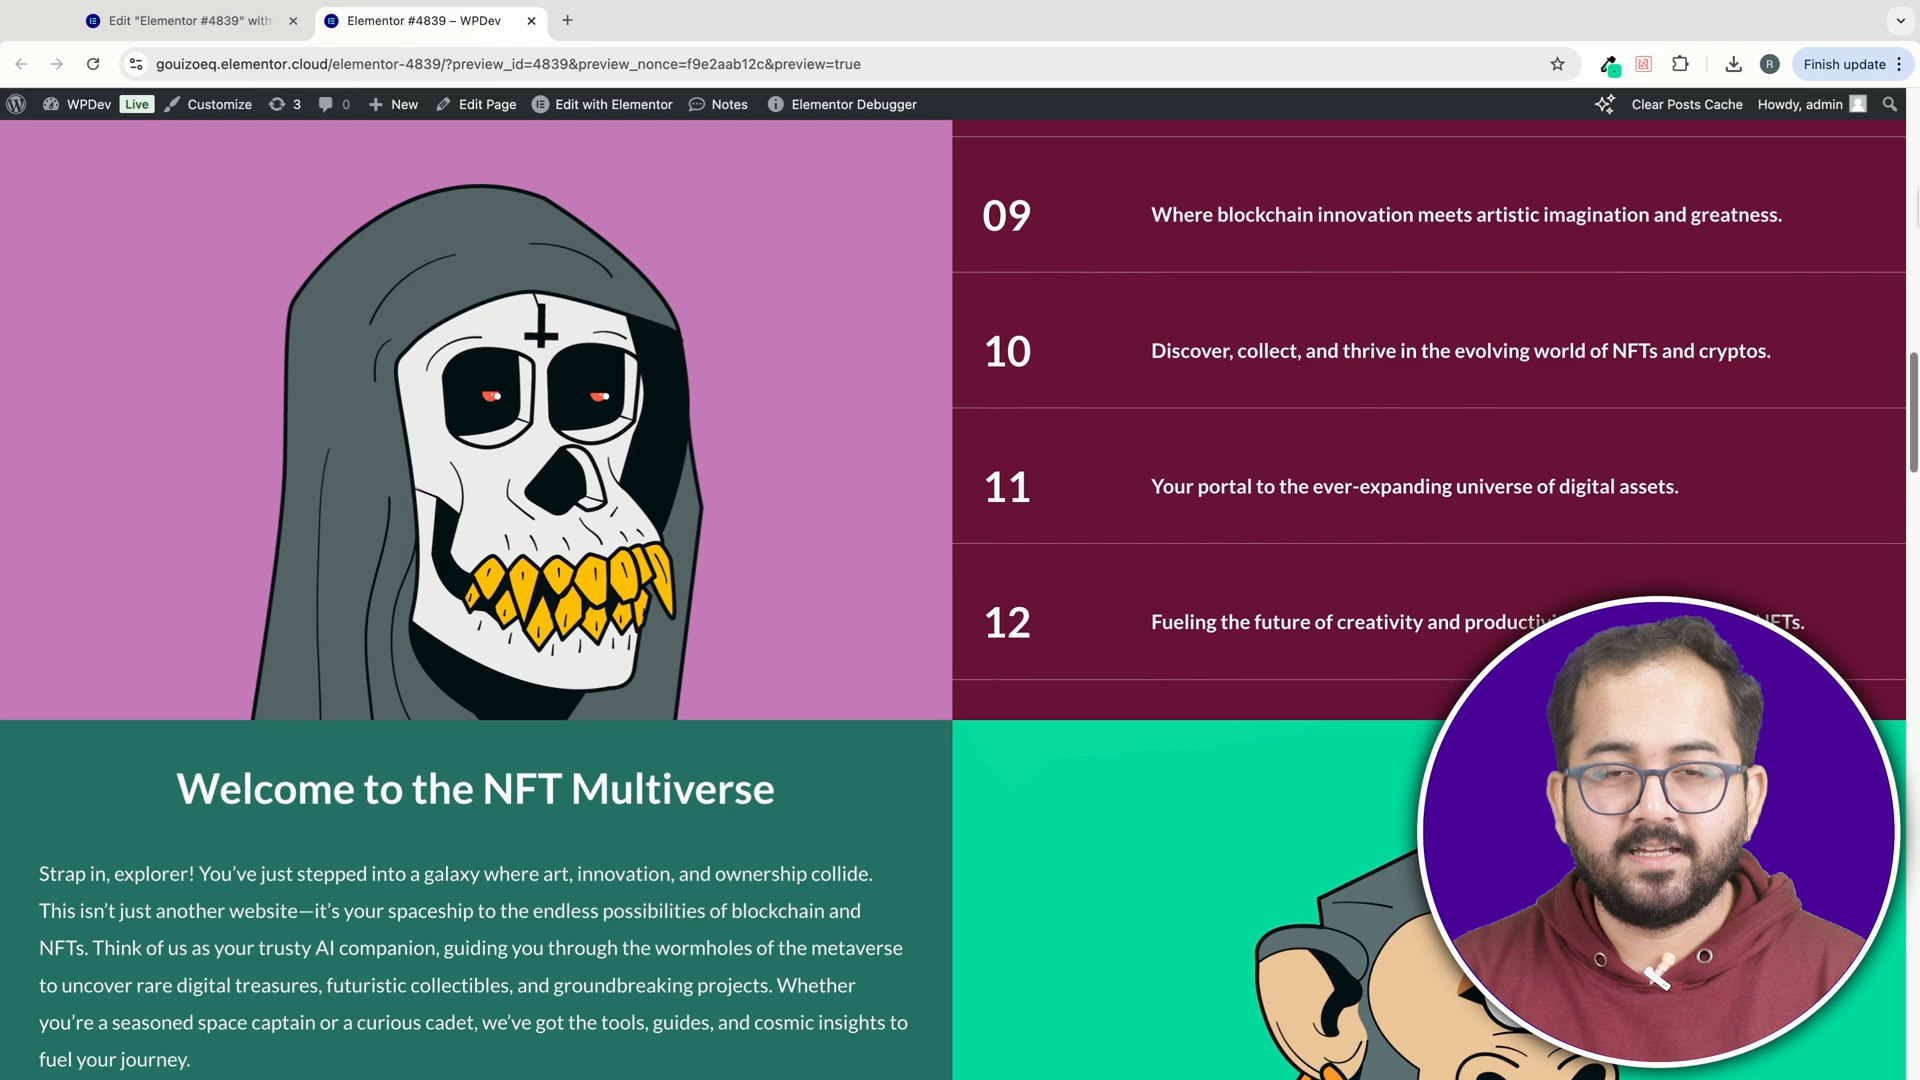 Edit "Elementor #4839" with
Elementor #4839 – WPDev
gouizoeq.elementor.cloud/elementor-4839/?preview_id=4839&preview_nonce=f9e2aab12c&preview=true
R
Finish update
WPDev
Live
Customize
3
0
New
Edit Page
Edit with Elementor
Notes
Elementor Debugger
Clear Posts Cache
Howdy, admin
09
Where blockchain innovation meets artistic imagination and greatness.
10
Discover, collect, and thrive in the evolving world of NFTs and cryptos.
11
Your portal to the ever-expanding universe of digital assets.
12
Fueling the future of creativity and NFTs.
Welcome to the NFT Multiverse
Strap in, explorer! You’ve just stepped into a galaxy where art, innovation, and ownership collide.
This isn’t just another website—it’s your spaceship to the endless possibilities of blockchain and
NFTs. Think of us as your trusty AI companion, guiding you through the wormholes of the metaverse
to uncover rare digital treasures, futuristic collectibles, and groundbreaking projects. Whether
you’re a seasoned space captain or a curious cadet, we’ve got the tools, guides, and cosmic insights to
fuel your journey.